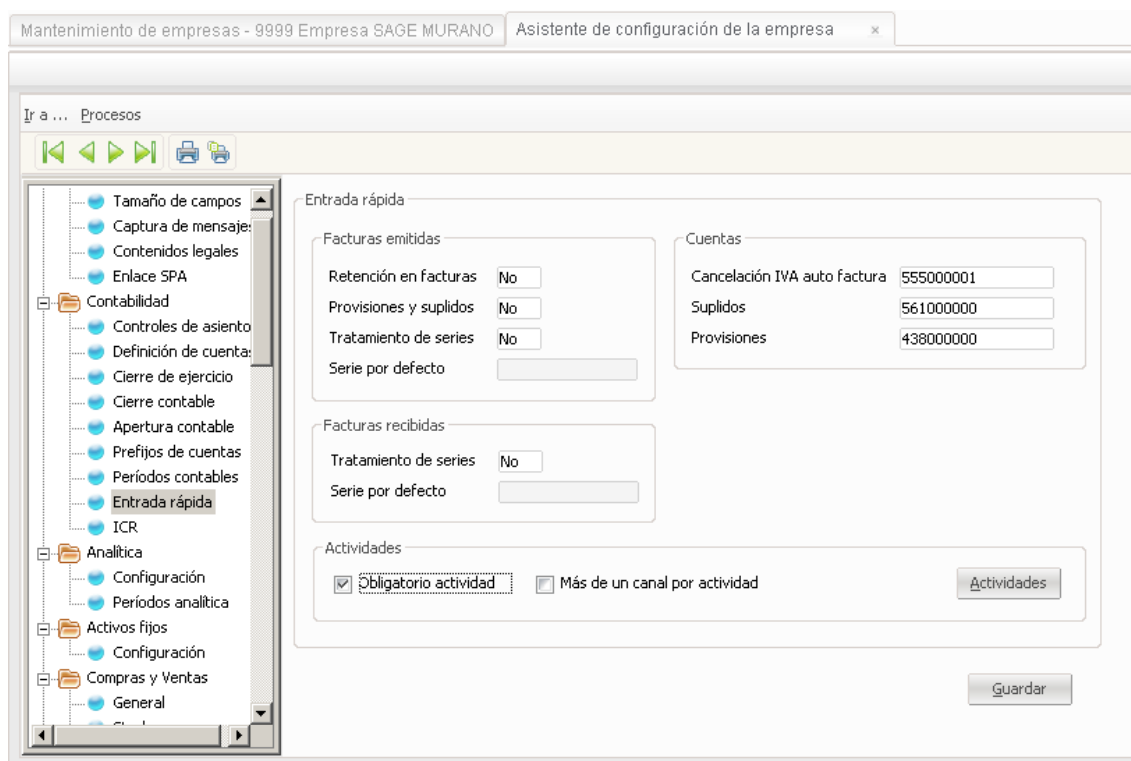 Mantenimiento de empresas - 9999 Empresa SAGE MURANO
Asistente de configuración de la empresa ×
Ir a ... Procesos
Tamaño de campos
Captura de mensaje
Contenidos legales
Enlace SPA
Contabilidad
Controles de asiento
Definición de cuenta
Cierre de ejercicio
Cierre contable
Apertura contable
Prefijos de cuentas
Períodos contables
Entrada rápida
ICR
Analítica
Configuración
Períodos analítica
Activos fijos
Configuración
Compras y Ventas
General
Entrada rápida
Facturas emitidas
Retención en facturas No
Provisiones y suplidos No
Tratamiento de series No
Serie por defecto
Cuentas
Cancelación IVA auto factura 555000001
Suplidos 561000000
Provisiones 438000000
Facturas recibidas
Tratamiento de series No
Serie por defecto
Actividades
Obligatorio actividad Más de un canal por actividad Actividades
Guardar